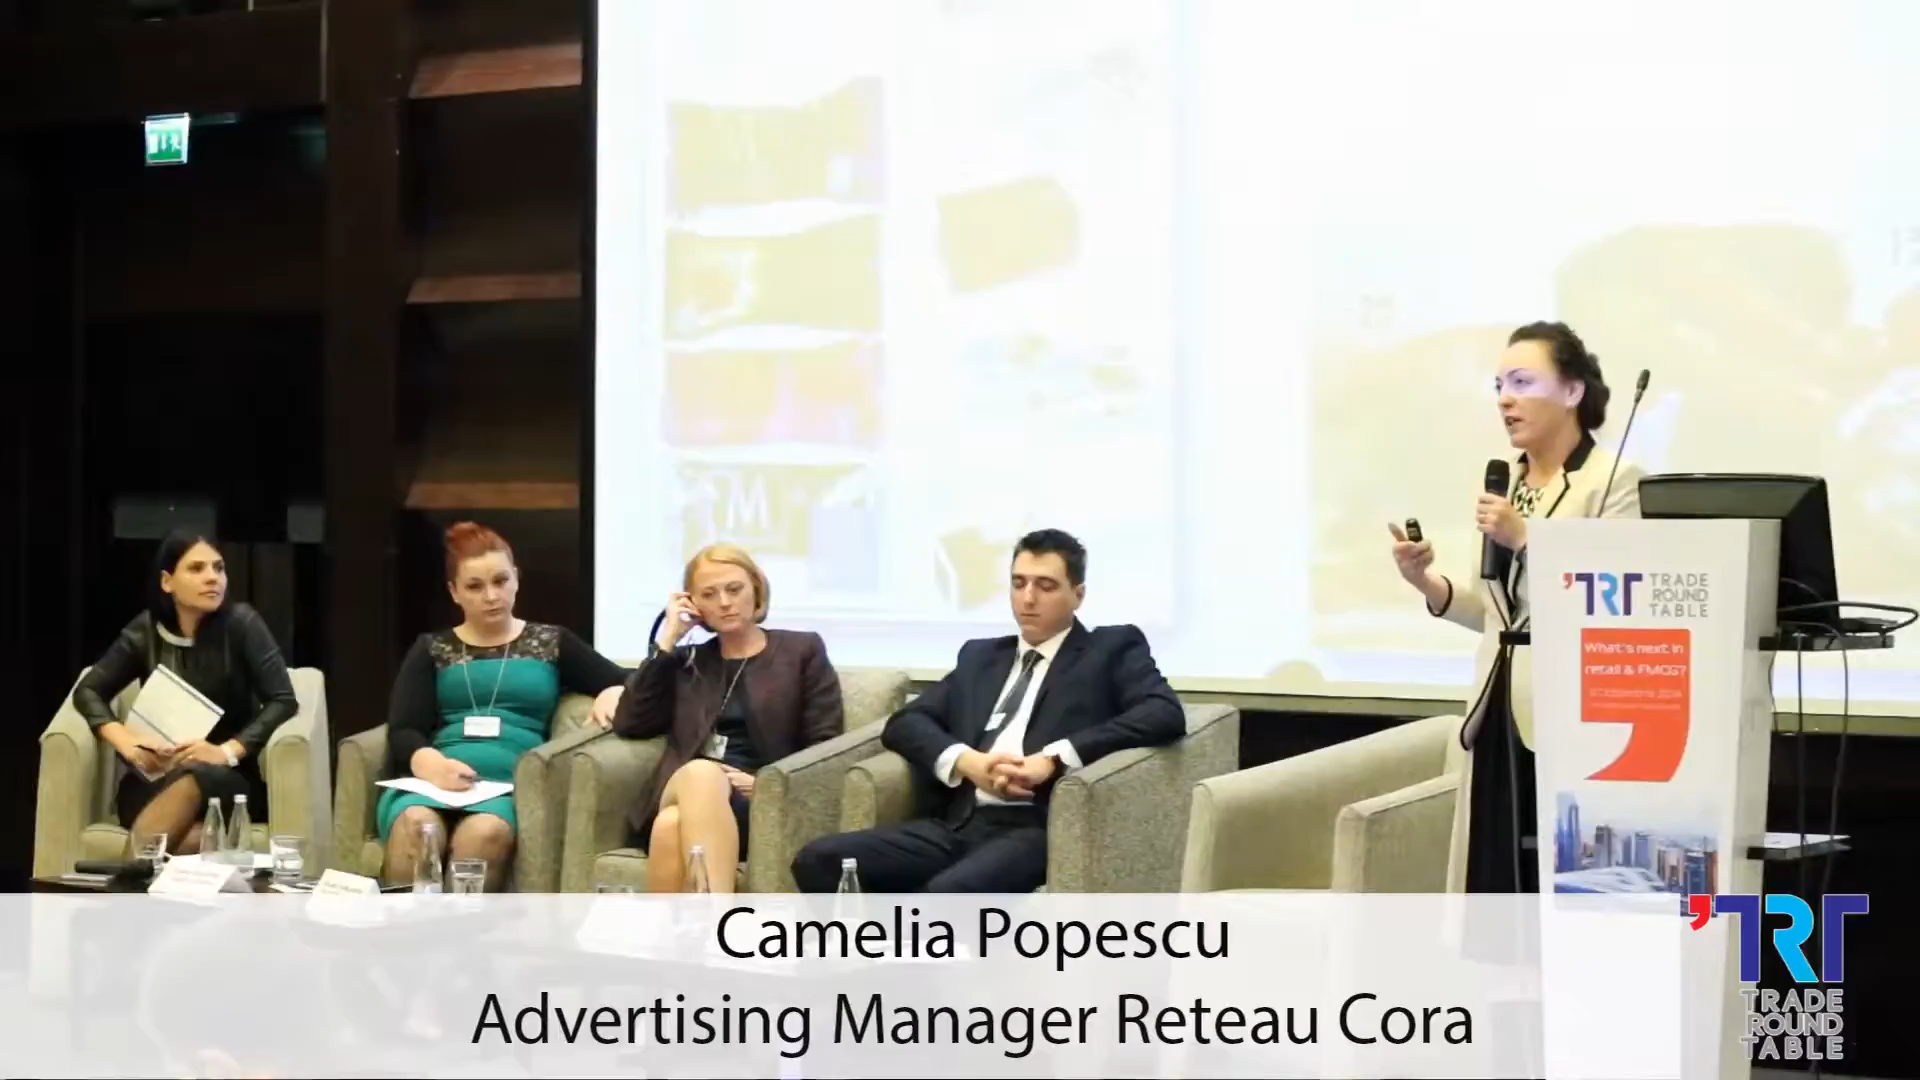 M
'TRT TRADE
ROUND
TABLE
What's next in
retail & FMCG?
Camelia Popescu
Advertising Manager Reteau Cora
'TRT
TRADE
ROUND
TABLE